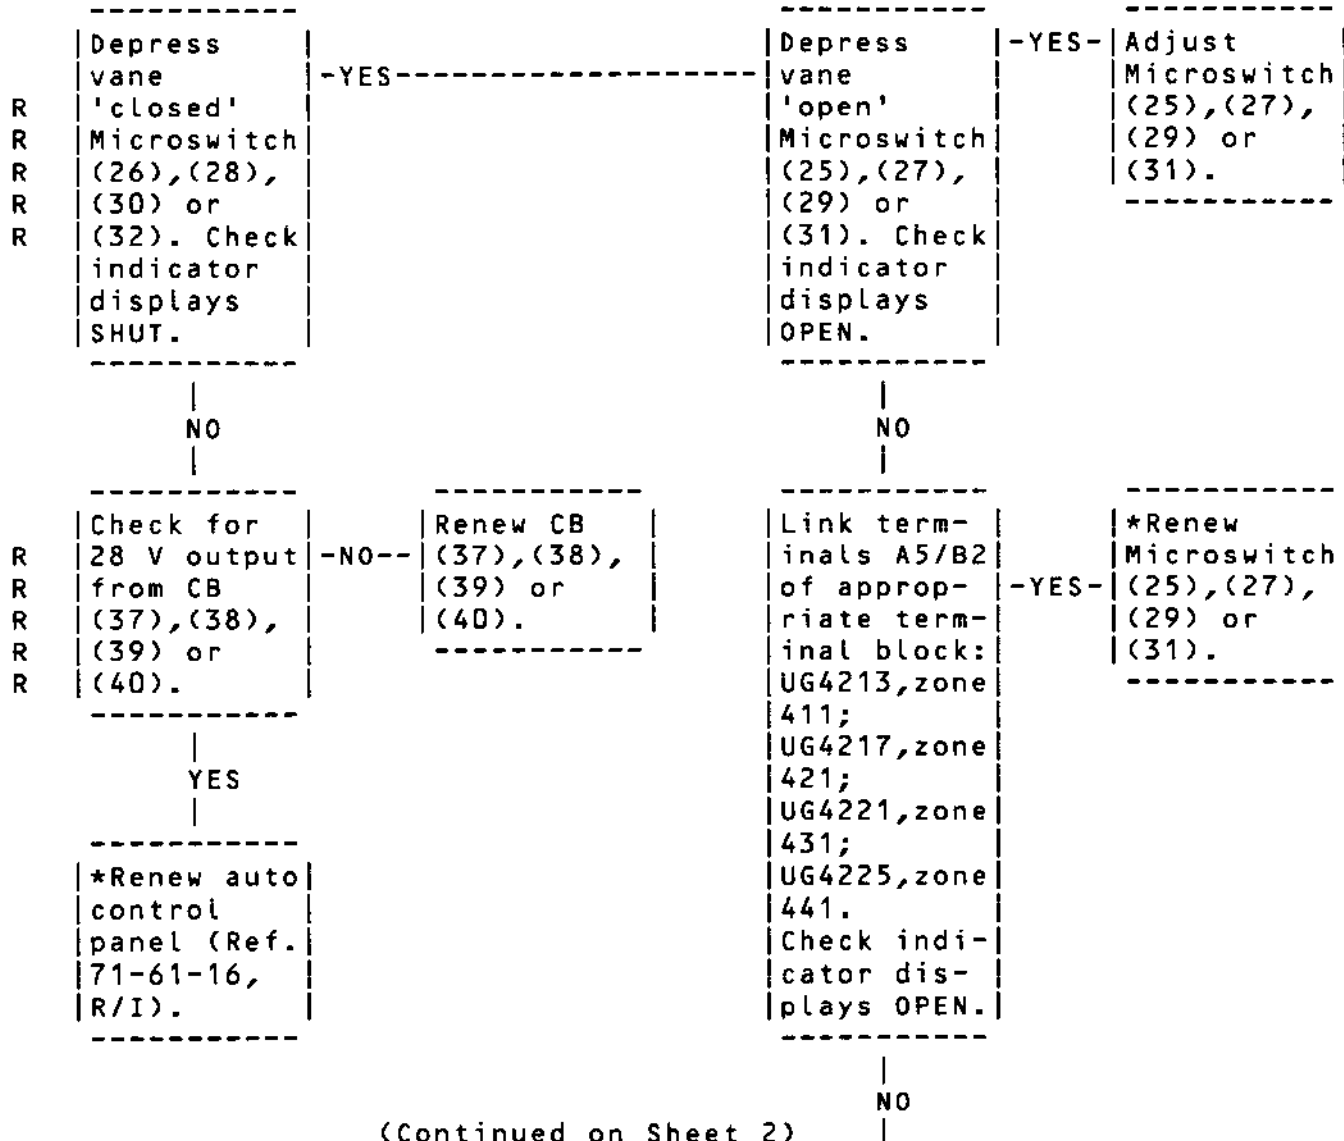 Depress
vane
R 'closed'
R Microswitch
R (26),(28),
R (30) or
R (32). Check
indicator
displays
SHUT.
-YES-
Depress
vane
'open'
Microswitch
(25),(27),
(29) or
(31). Check
indicator
displays
OPEN.
-YES-
Adjust
Microswitch
(25),(27),
(29) or
(31).
NO
NO
Check for
R 28 V output
R from CB
R (37),(38),
R (39) or
R (40).
-NO--
Renew CB
(37),(38),
(39) or
(40).
Link term-
inals A5/B2
of approp-
riate term-
inal block:
UG4213,zone
411;
UG4217,zone
421;
UG4221,zone
431;
UG4225,zone
441.
Check indi-
cator dis-
plays OPEN.
-YES-
*Renew
Microswitch
(25),(27),
(29) or
(31).
YES
*Renew auto
control
panel (Ref.
71-61-16,
R/I).
NO
(Continued on Sheet 2)